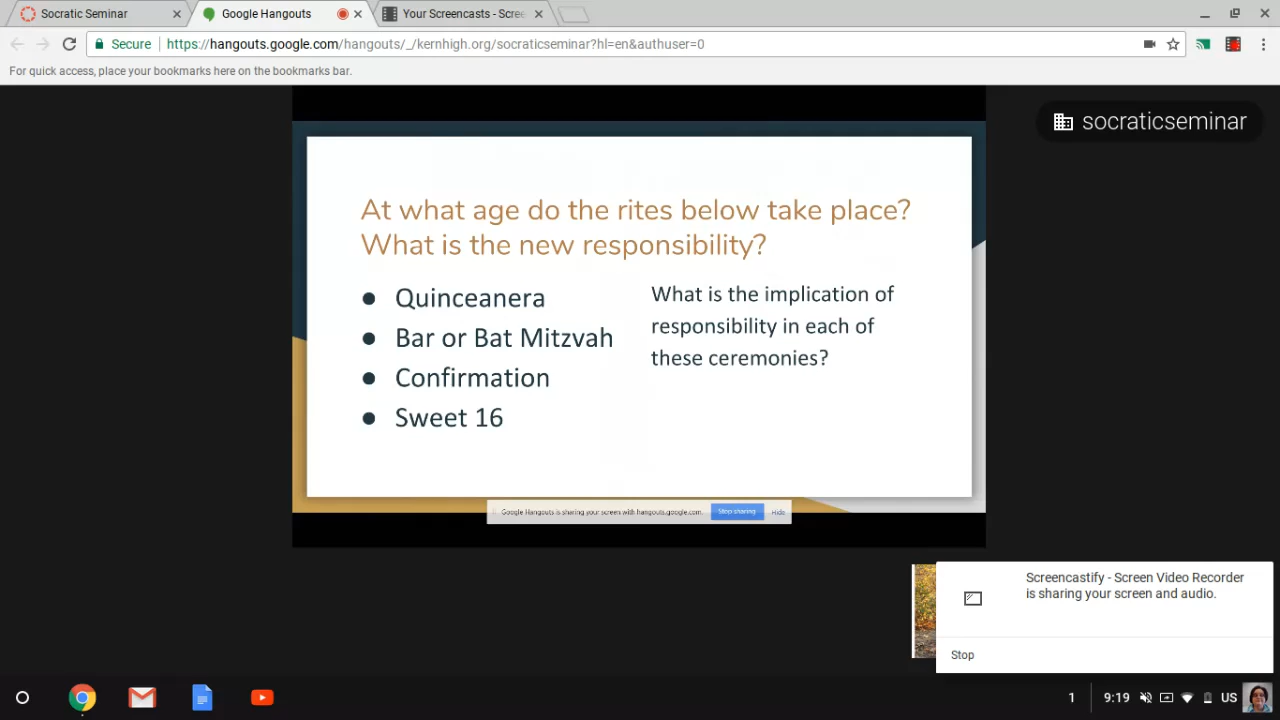 Socratic Seminar
Google Hangouts
Your Screencasts - Scree
Secure
https://hangouts.google.com/hangouts/_/kernhigh.org/socraticseminar?hl=en&authuser=0
For quick access, place your bookmarks here on the bookmarks bar.
socraticseminar
At what age do the rites below take place?
What is the new responsibility?
● Quinceanera
● Bar or Bat Mitzvah
● Confirmation
● Sweet 16
What is the implication of
responsibility in each of
these ceremonies?
Google Hangouts is sharing your screen with hangouts.google.com.
Stop sharing
Hide
Screencastify - Screen Video Recorder
is sharing your screen and audio.
Stop
1
9:19
US